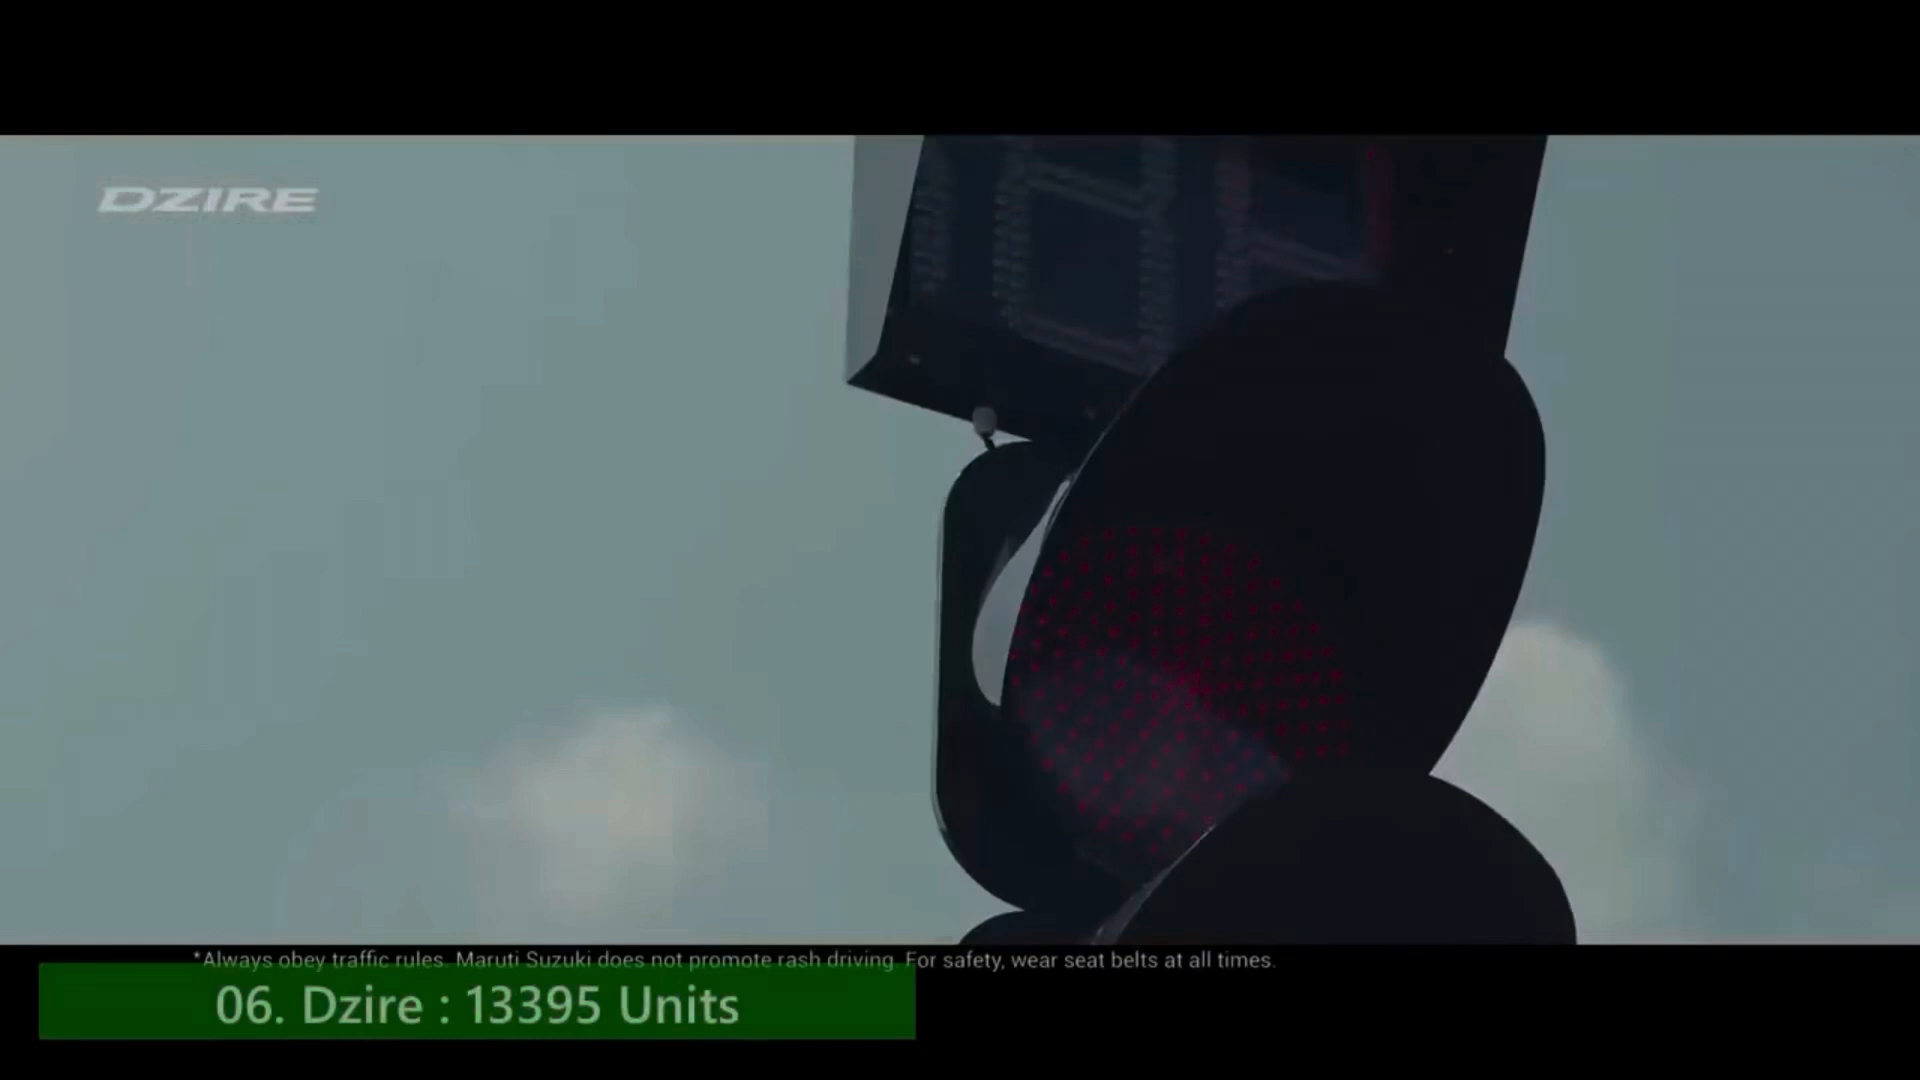 DZIRE
*Always obey traffic rules. Maruti Suzuki does not promote rash driving. For safety, wear seat belts at all times.
06. Dzire : 13395 Units